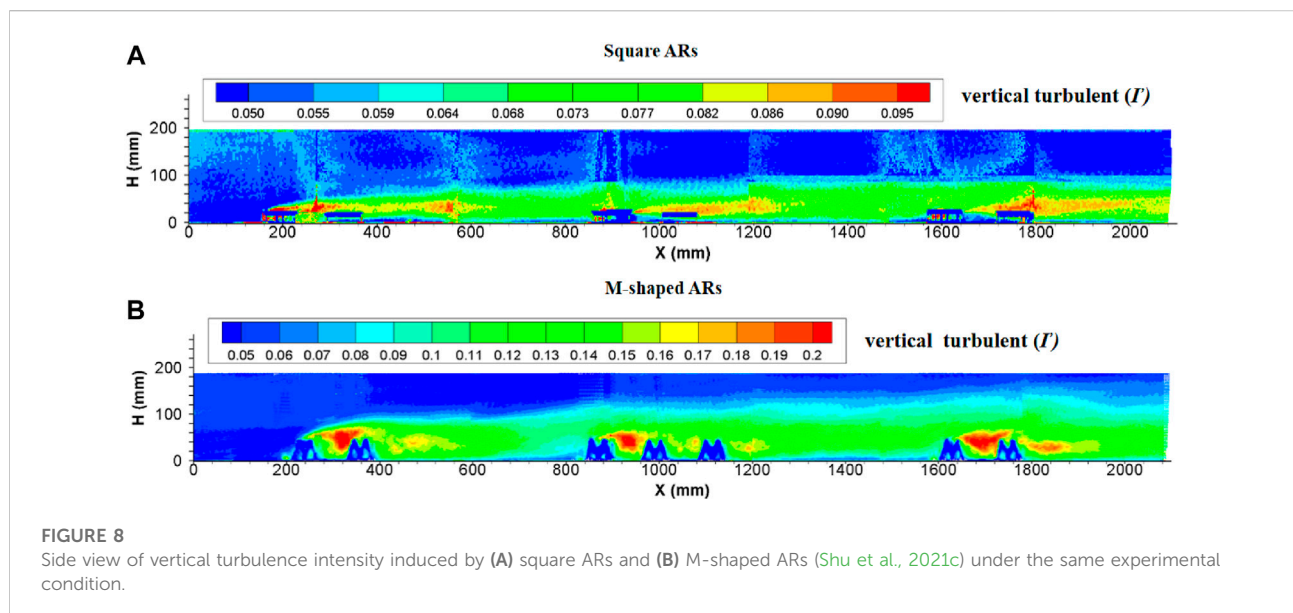 A
Square ARs
vertical turbulent (I')
0.050 0.055 0.059 0.064 0.068 0.073 0.077 0.082 0.086 0.090 0.095
200
100
0
H (mm)
0 200 400 600 800 1000 1200 1400 1600 1800 2000
X (mm)
B
M-shaped ARs
vertical turbulent (I')
0.05 0.06 0.07 0.08 0.09 0.1 0.11 0.12 0.13 0.14 0.15 0.16 0.17 0.18 0.19 0.2
200
100
0
H (mm)
0 200 400 600 800 1000 1200 1400 1600 1800 2000
X (mm)
FIGURE 8
Side view of vertical turbulence intensity induced by (A) square ARs and (B) M-shaped ARs (Shu et al., 2021c) under the same experimental
condition.